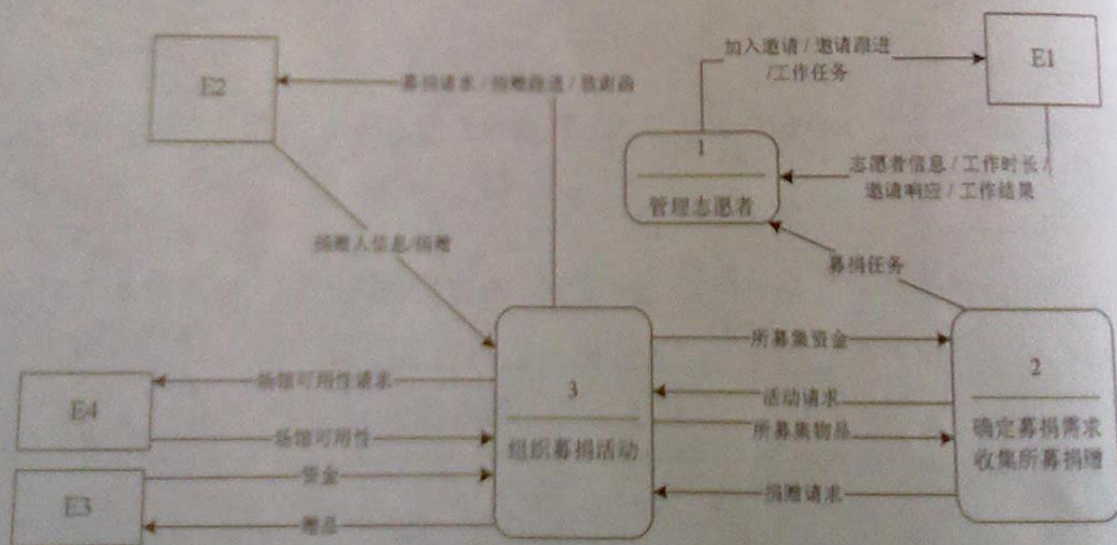 E2
募捐请求 / 捐赠跟进 / 致谢函
加入邀请 / 邀请跟进
/工作任务
E1
1
管理志愿者
志愿者信息 / 工作时长 /
邀请响应 / 工作结果
捐赠人信息/捐赠
募捐任务
所募集资金
场馆可用性请求
E4
3
活动请求
2
场馆可用性
组织募捐活动
所募集物品
确定募捐需求
收集所募捐赠
资金
E3
捐赠请求
赠品